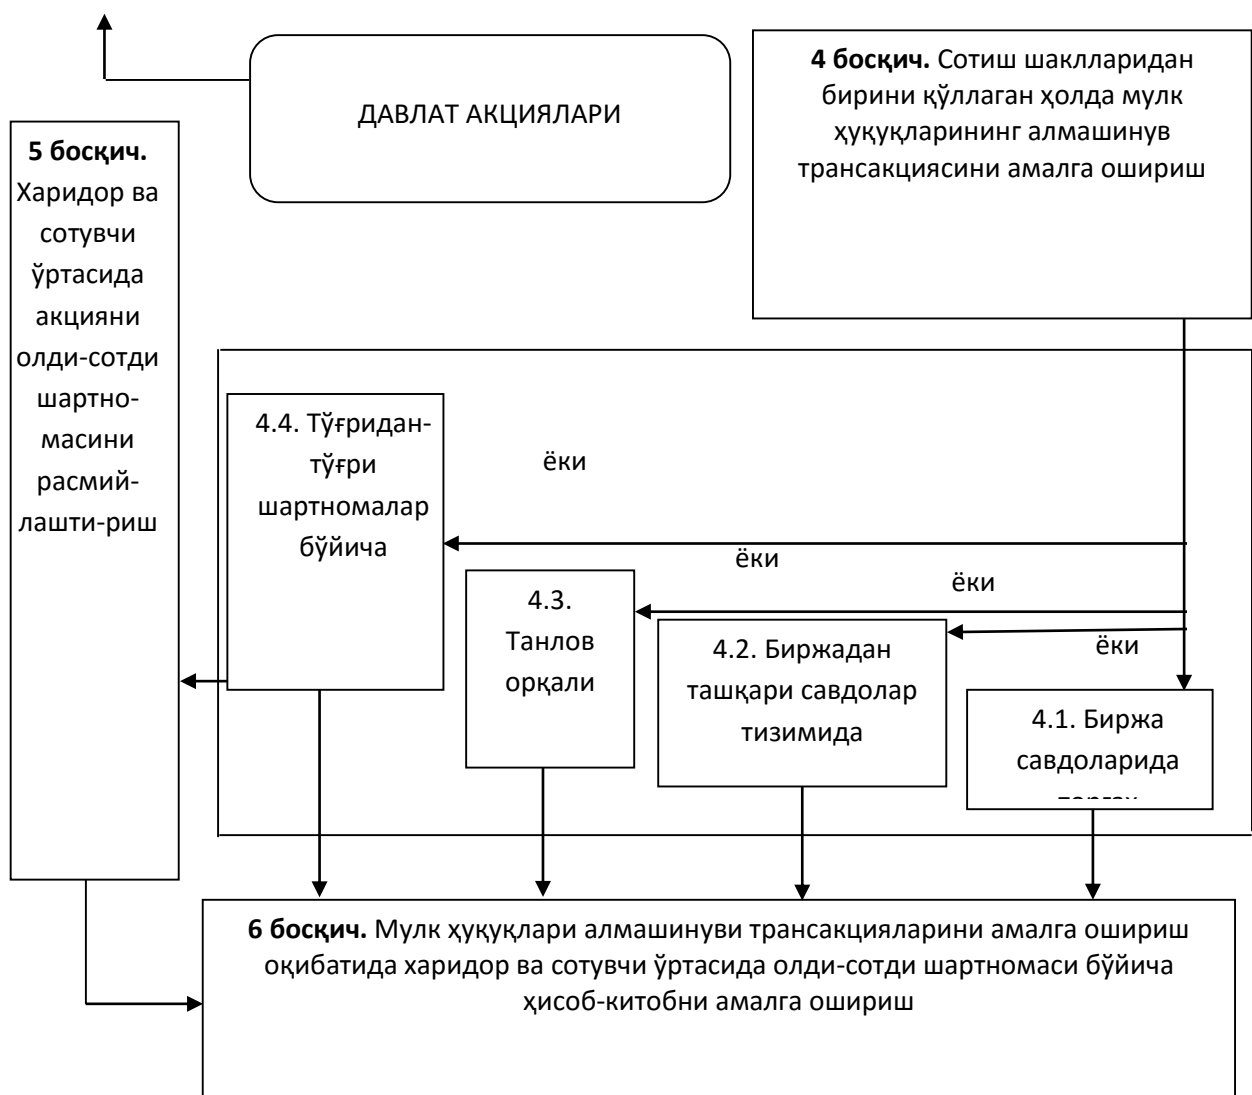 ДАВЛАТ АКЦИЯЛАРИ
4 босқич. Сотиш шаклларидан
бирини қўллаган ҳолда мулк
ҳуқуқларининг алмашинув
трансакциясини амалга ошириш
5 босқич.
Харидор ва
сотувчи
ўртасида
акцияни
олди-сотди
шартно-
масини
расмий-
лашти-риш
4.4. Тўғридан-
тўғри
шартномалар
бўйича
ёки
ёки
ёки
ёки
4.3.
Танлов
орқали
4.2. Биржадан
ташқари савдолар
тизимида
4.1. Биржа
савдоларида
6 босқич. Мулк ҳуқуқлари алмашинуви трансакцияларини амалга ошириш
оқибатида харидор ва сотувчи ўртасида олди-сотди шартномаси бўйича
ҳисоб-китобни амалга ошириш